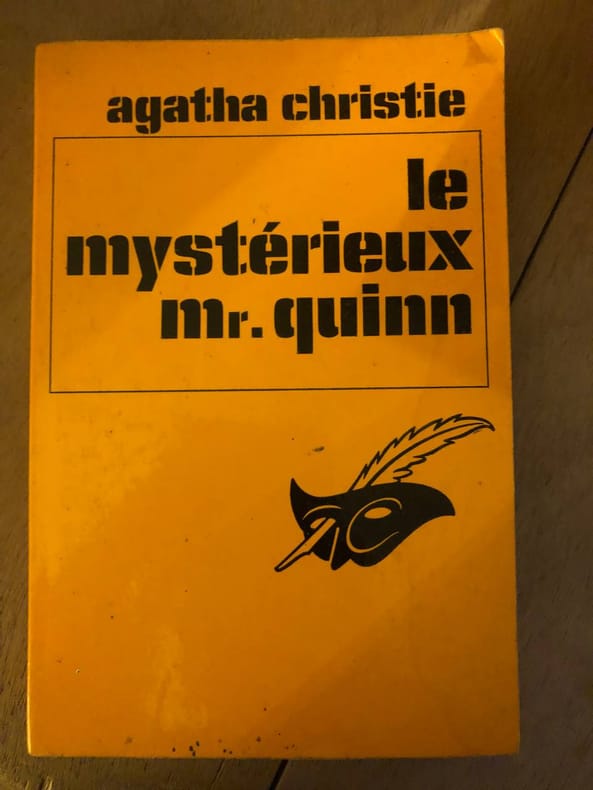 agatha christie
le
mystérieux
mr. quinn